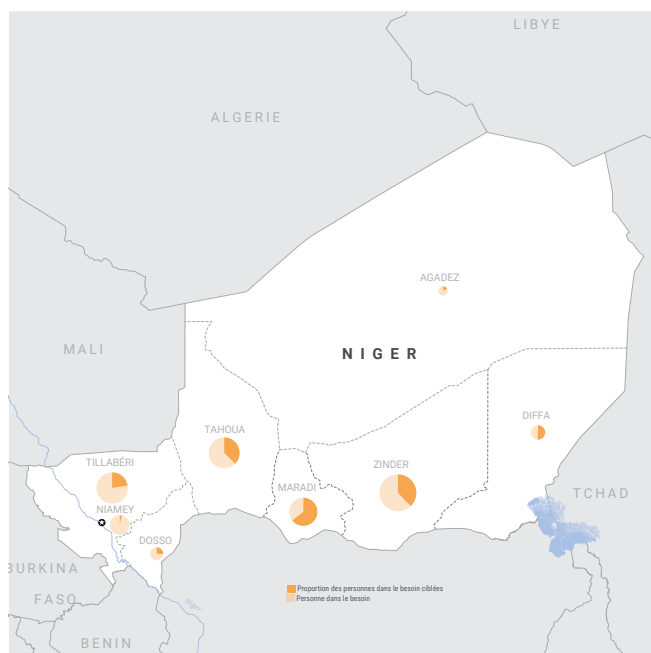 LIBYE
ALGERIE
AGADEZ
MALI
NIGER
DIFFA
TAHOUA
TILLABÉRI
ZINDER
MARADI
TCHAD
NIAMEY
DOSSO
BURKINA
FASO
Proportion des personnes dans le besoin ciblées
Personne dans le besoin
Niger
BENIN